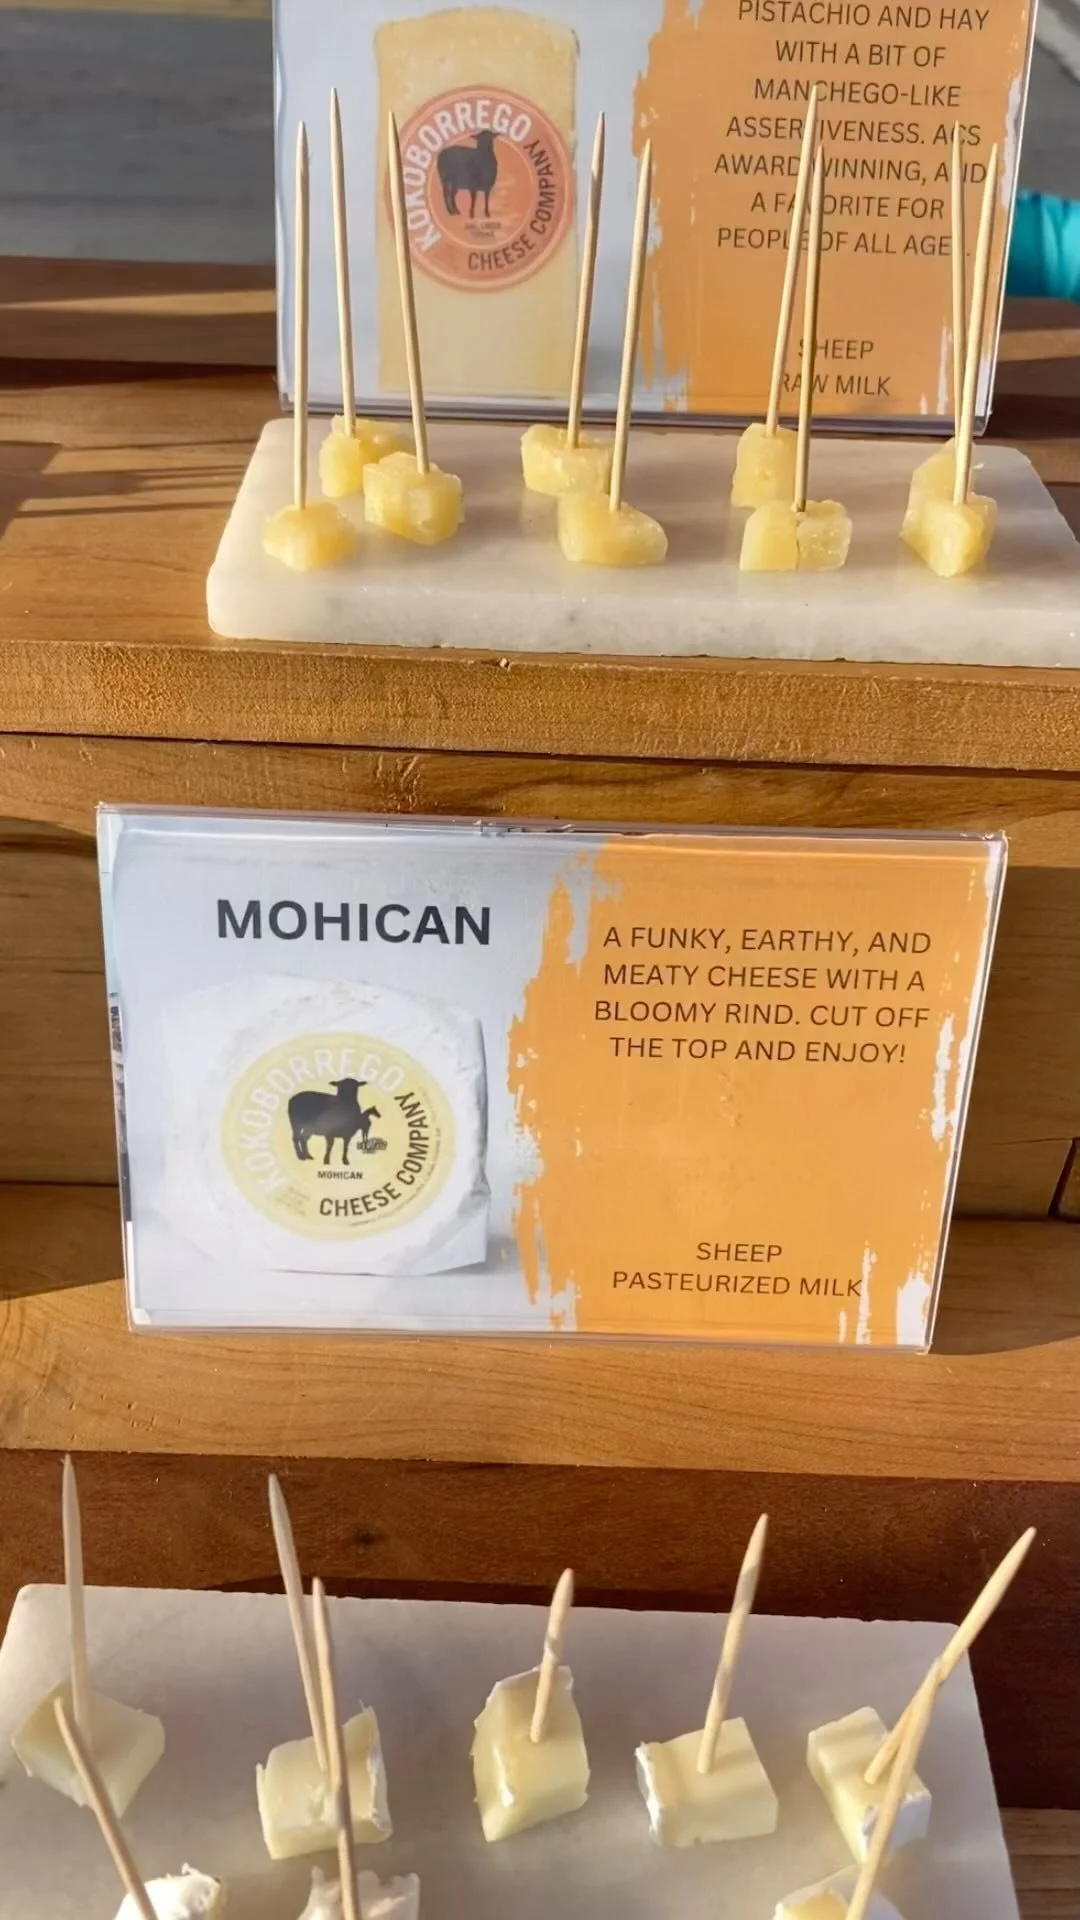 PISTACHIO AND HAY
WITH A BIT OF
MANCHEGO-LIKE
ASSERTIVENESS. ACS
AWARD WINNING, AND
A FAVORITE FOR
PEOPLE OF ALL AGES.
SHEEP
RAW MILK
KOKOBORREGO
CHEESE COMPANY
MOHICAN
A FUNKY, EARTHY, AND
MEATY CHEESE WITH A
BLOOMY RIND. CUT OFF
THE TOP AND ENJOY!
SHEEP
PASTEURIZED MILK
KOKOBORREGO
CHEESE COMPANY
MOHICAN